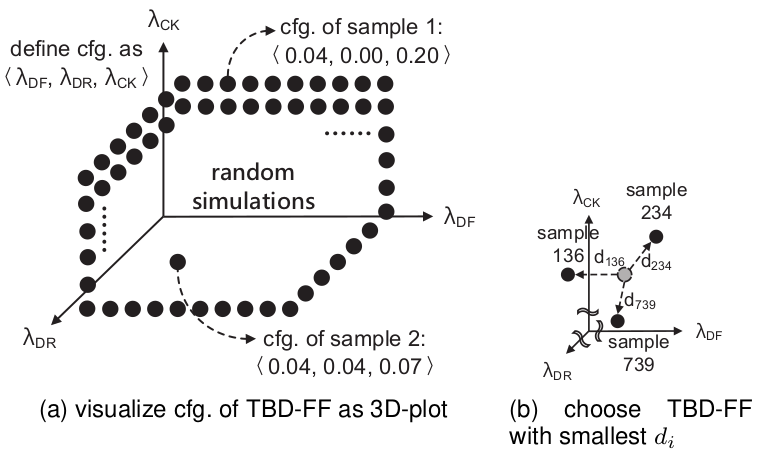 λCK
define cfg. as
⟨ λDF, λDR, λCK ⟩
cfg. of sample 1:
⟨ 0.04, 0.00, 0.20 ⟩
random
simulations
λDF
λDR
cfg. of sample 2:
⟨ 0.04, 0.04, 0.07 ⟩
(a) visualize cfg. of TBD-FF as 3D-plot
λCK
sample
234
sample
136
d136
d234
d739
λDF
sample
739
λDR
(b) choose TBD-FF
with smallest di